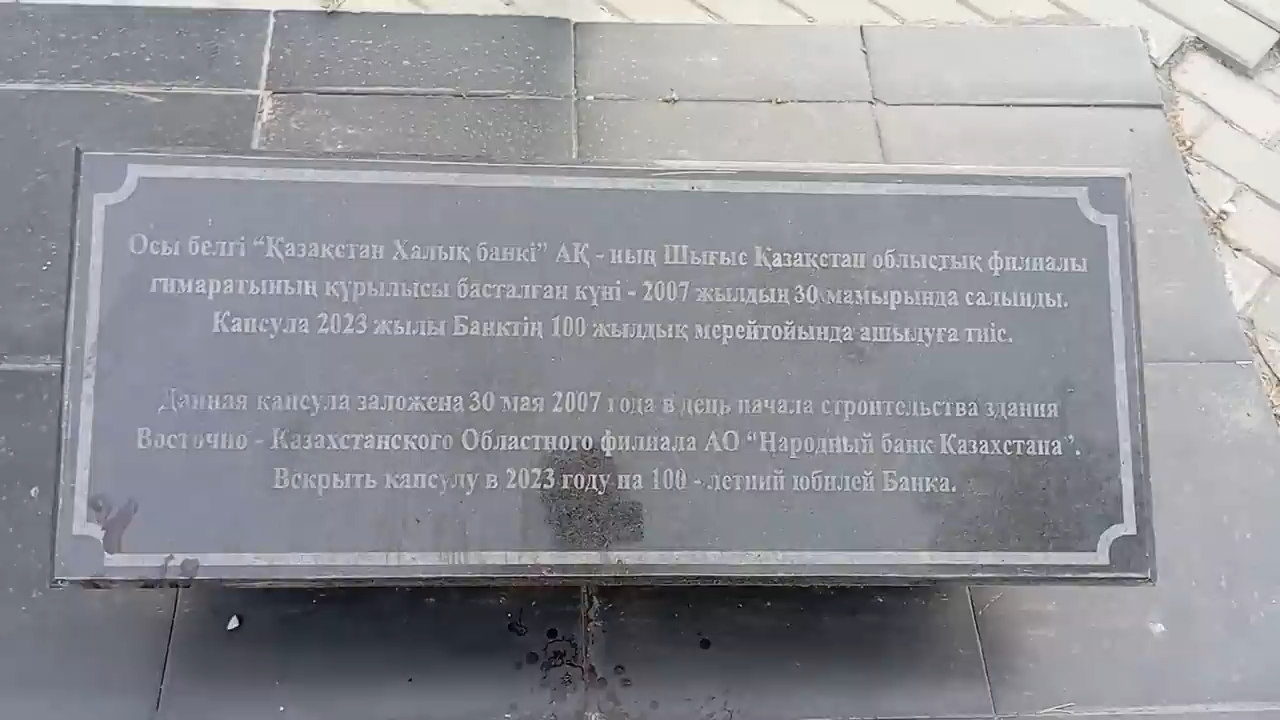 Осы белгі “Қазақстан Халық банкі” АҚ - ның Шығыс Қазақстан облыстық филиалы
ғимаратының құрылысы басталған күні - 2007 жылдың 30 мамырында салынды.
Капсула 2023 жылы Банктің 100 жылдық мерейтойында ашылуға тиіс.
Данная капсула заложена 30 мая 2007 года в день начала строительства здания
Восточно - Казахстанского Областного филиала АО “Народный банк Казахстана”.
Вскрыть капсулу в 2023 году на 100 - летний юбилей Банка.